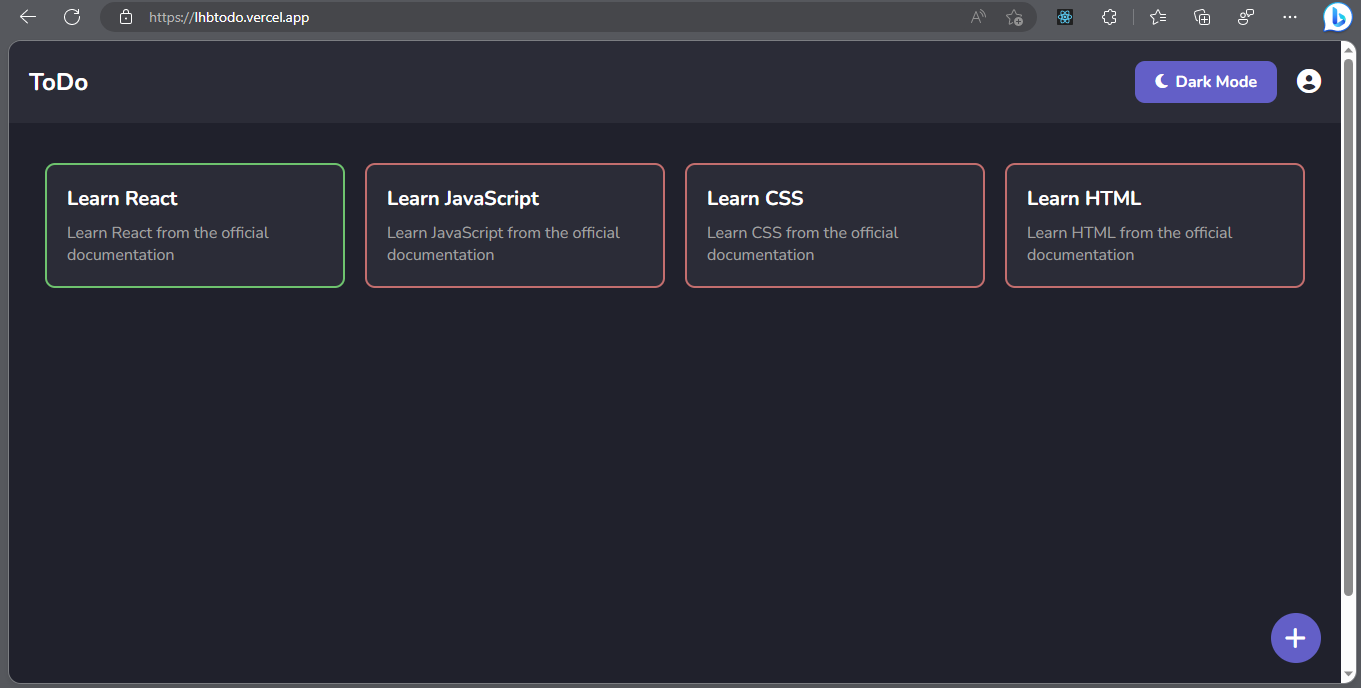 https://lhbtodo.vercel.app
ToDo
Dark Mode
Learn React
Learn React from the official
documentation
Learn JavaScript
Learn JavaScript from the official
documentation
Learn CSS
Learn CSS from the official
documentation
Learn HTML
Learn HTML from the official
documentation